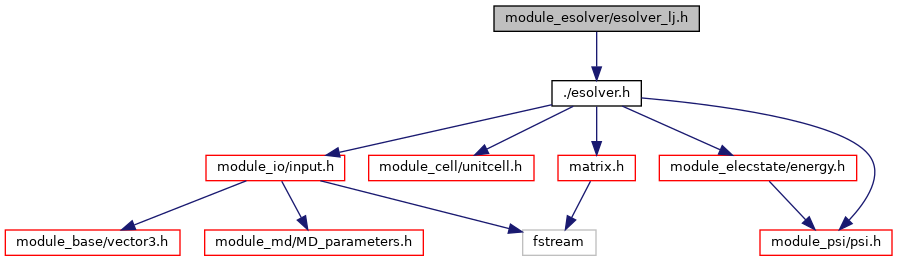 module_esolver/esolver_lj.h
./esolver.h
module_io/input.h
module_cell/unitcell.h
matrix.h
module_elecstate/energy.h
module_base/vector3.h
module_md/MD_parameters.h
fstream
module_psi/psi.h